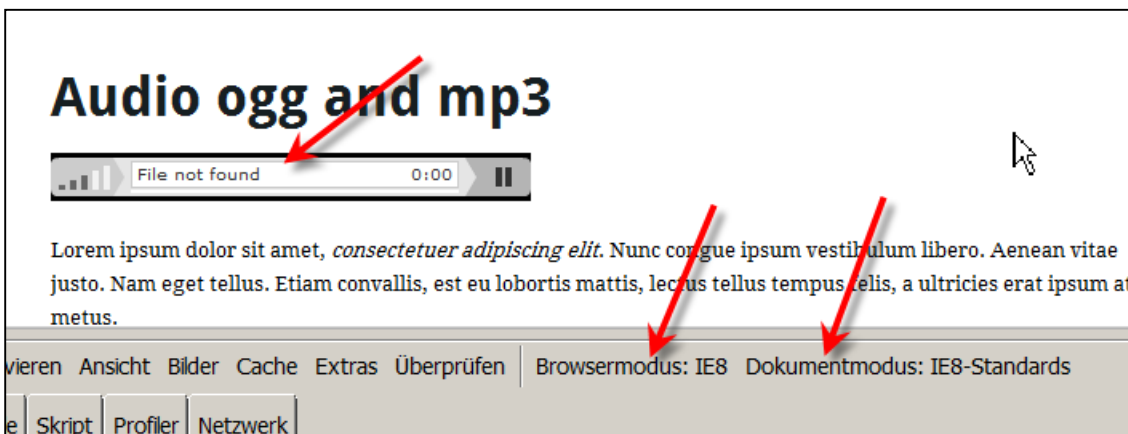 Audio ogg and mp3
File not found 0:00
Lorem ipsum dolor sit amet, consectetuer adipiscing elit. Nunc congue ipsum vestibulum libero. Aenean vitae
justo. Nam eget tellus. Etiam convallis, est eu lobortis mattis, lectus tellus tempus felis, a ultricies erat ipsum at
metus.
vieren Ansicht Bilder Cache Extras Überprüfen Browsermodus: IE8 Dokumentmodus: IE8-Standards
e Skript Profiler Netzwerk